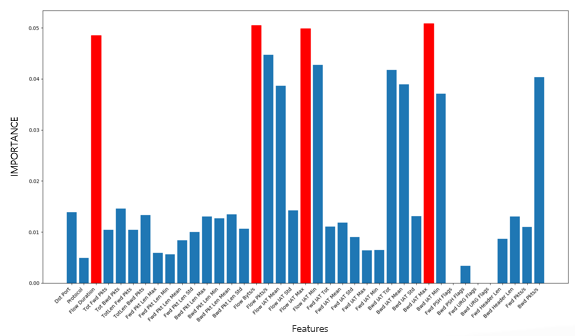 0.05
0.04
0.03
0.02
0.01
0.00
IMPORTANCE
Dst Port
Protocol
Flow Duration
Tot Fwd Pkts
Tot Bwd Pkts
TotLen Fwd Pkts
TotLen Bwd Pkts
Fwd Pkt Len Max
Fwd Pkt Len Min
Fwd Pkt Len Mean
Fwd Pkt Len Std
Bwd Pkt Len Max
Bwd Pkt Len Min
Bwd Pkt Len Mean
Bwd Pkt Len Std
Flow Byts/s
Flow Pkts/s
Flow IAT Mean
Flow IAT Std
Flow IAT Max
Flow IAT Min
Fwd IAT Tot
Fwd IAT Mean
Fwd IAT Std
Fwd IAT Max
Fwd IAT Min
Bwd IAT Tot
Bwd IAT Mean
Bwd IAT Std
Bwd IAT Max
Bwd IAT Min
Fwd PSH Flags
Bwd PSH Flags
Fwd URG Flags
Bwd URG Flags
Fwd Header Len
Bwd Header Len
Fwd Pkts/s
Bwd Pkts/s
Features